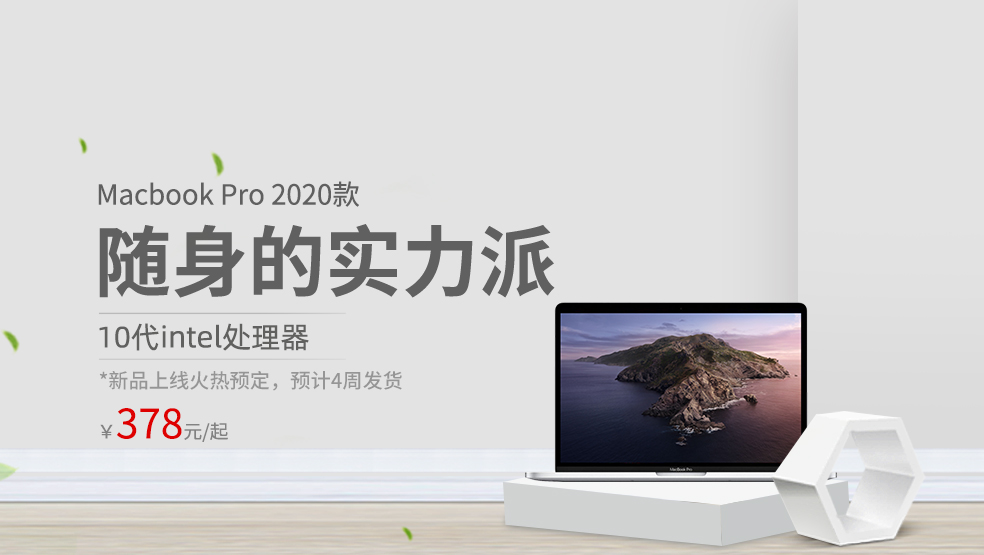 Macbook Pro 2020款
随身的实力派
10代intel处理器
*新品上线火热预定，预计4周发货
￥378元/起
MacBook Pro